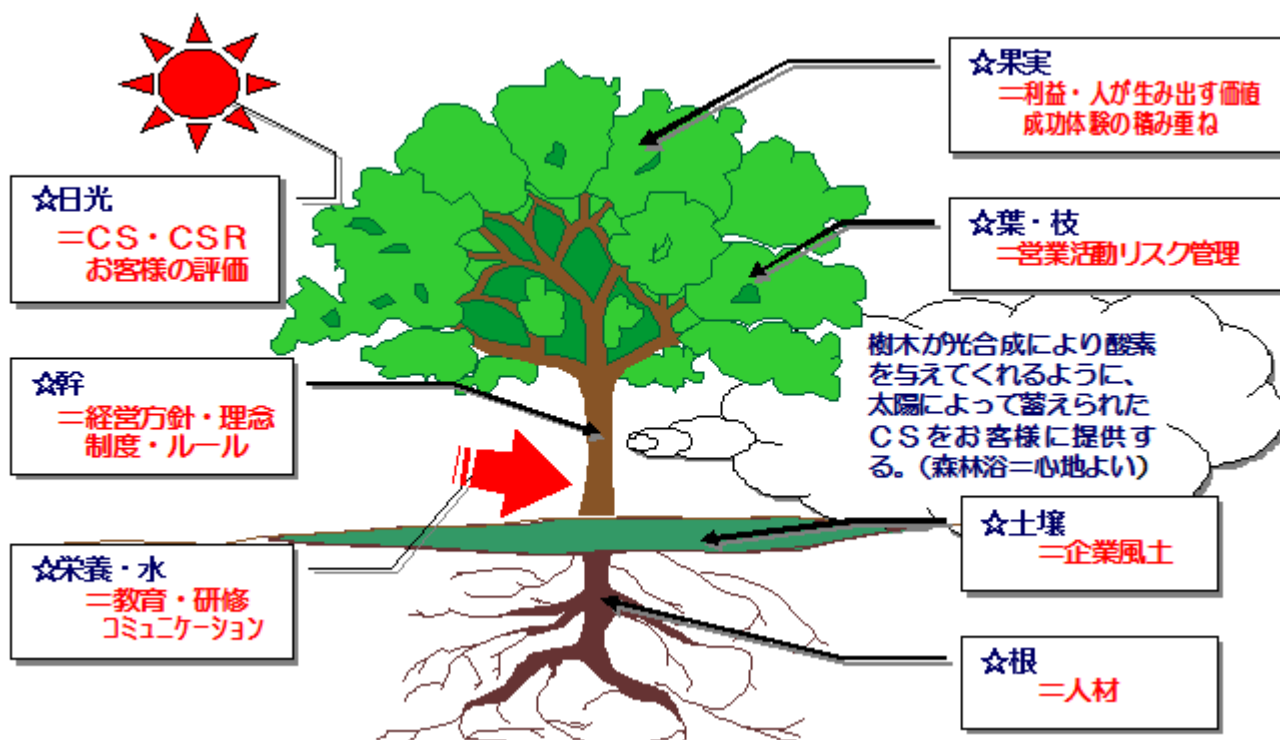 ☆日光
＝ＣＳ・ＣＳＲ
お客様の評価
☆幹
＝経営方針・理念
制度・ルール
☆栄養・水
＝教育・研修
コミュニケーション
☆果実
＝利益・人が生み出す価値
成功体験の積み重ね
☆葉・枝
＝営業活動リスク管理
樹木が光合成により酸素
を与えてくれるように、
太陽によって蓄えられた
ＣＳをお客様に提供す
る。（森林浴＝心地よい）
☆土壌
＝企業風土
☆根
＝人材